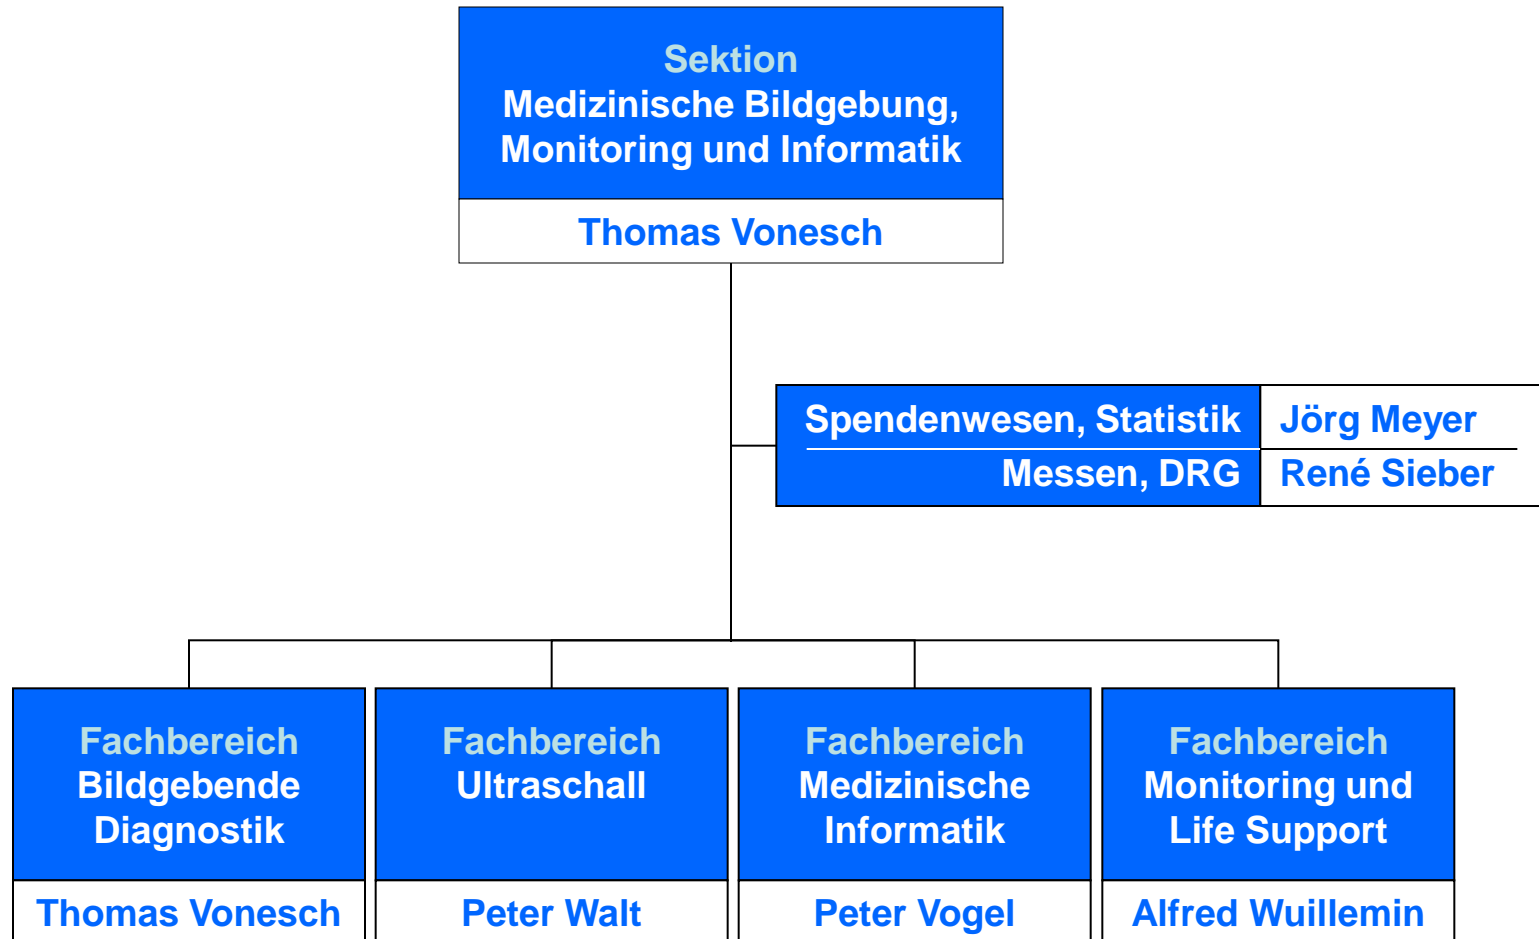 Sektion
Medizinische Bildgebung,
Monitoring und Informatik
Thomas Vonesch
Spendenwesen, Statistik Jörg Meyer
Messen, DRG René Sieber
Fachbereich
Bildgebende
Diagnostik
Thomas Vonesch
Fachbereich
Ultraschall
Peter Walt
Fachbereich
Medizinische
Informatik
Peter Vogel
Fachbereich
Monitoring und
Life Support
Alfred Wuillemin